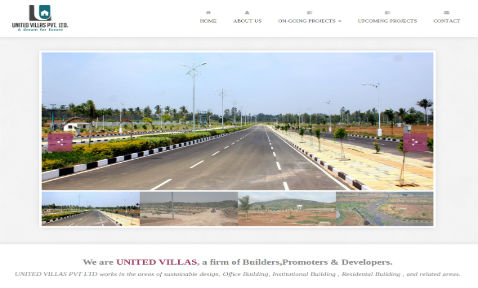 UNITED VILLAS PVT. LTD.
A Dream for Future
HOME
ABOUT US
ON-GOING PROJECTS
UPCOMING PROJECTS
CONTACT
We are UNITED VILLAS, a firm of Builders,Promoters & Developers.
UNITED VILLAS PVT LTD works in the areas of sustainable design, Office Building, Institutional Building , Residential Building , and related areas.